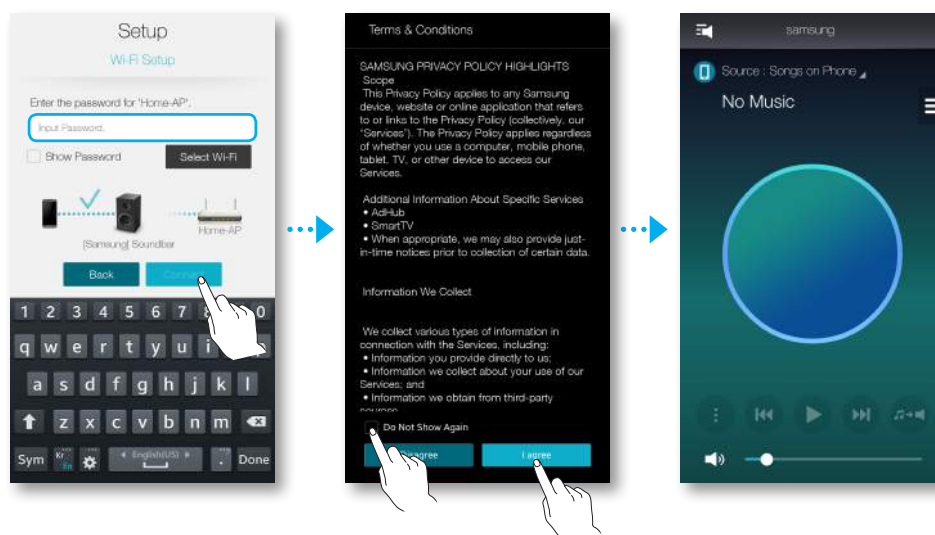 Setup
Wi-Fi Setup
Enter the password for 'Home-AP'.
Input Password.
Show Password
Select Wi-Fi
Home-AP
[Samsung] Soundbar
Back
Connect
1 2 3 4 5 6 7 8 0
q w e r t y u i
a s d f g h j k l
z x c v b n m
Sym Kr En English(US) . Done
Terms & Conditions
SAMSUNG PRIVACY POLICY HIGHLIGHTS
Scope
This Privacy Policy applies to any Samsung
device, website or online application that refers
to or links to the Privacy Policy (collectively, our
"Services"). The Privacy Policy applies regardless
of whether you use a computer, mobile phone,
tablet, TV, or other device to access our
Services.
Additional Information About Specific Services
• AdHub
• SmartTV
• When appropriate, we may also provide just-
in-time notices prior to collection of certain data.
Information We Collect
We collect various types of information in
connection with the Services, including:
• Information you provide directly to us;
• Information we collect about your use of our
Services; and
• Information we obtain from third-party
sources
Do Not Show Again
Disagree
I agree
samsung
Source : Songs on Phone
No Music